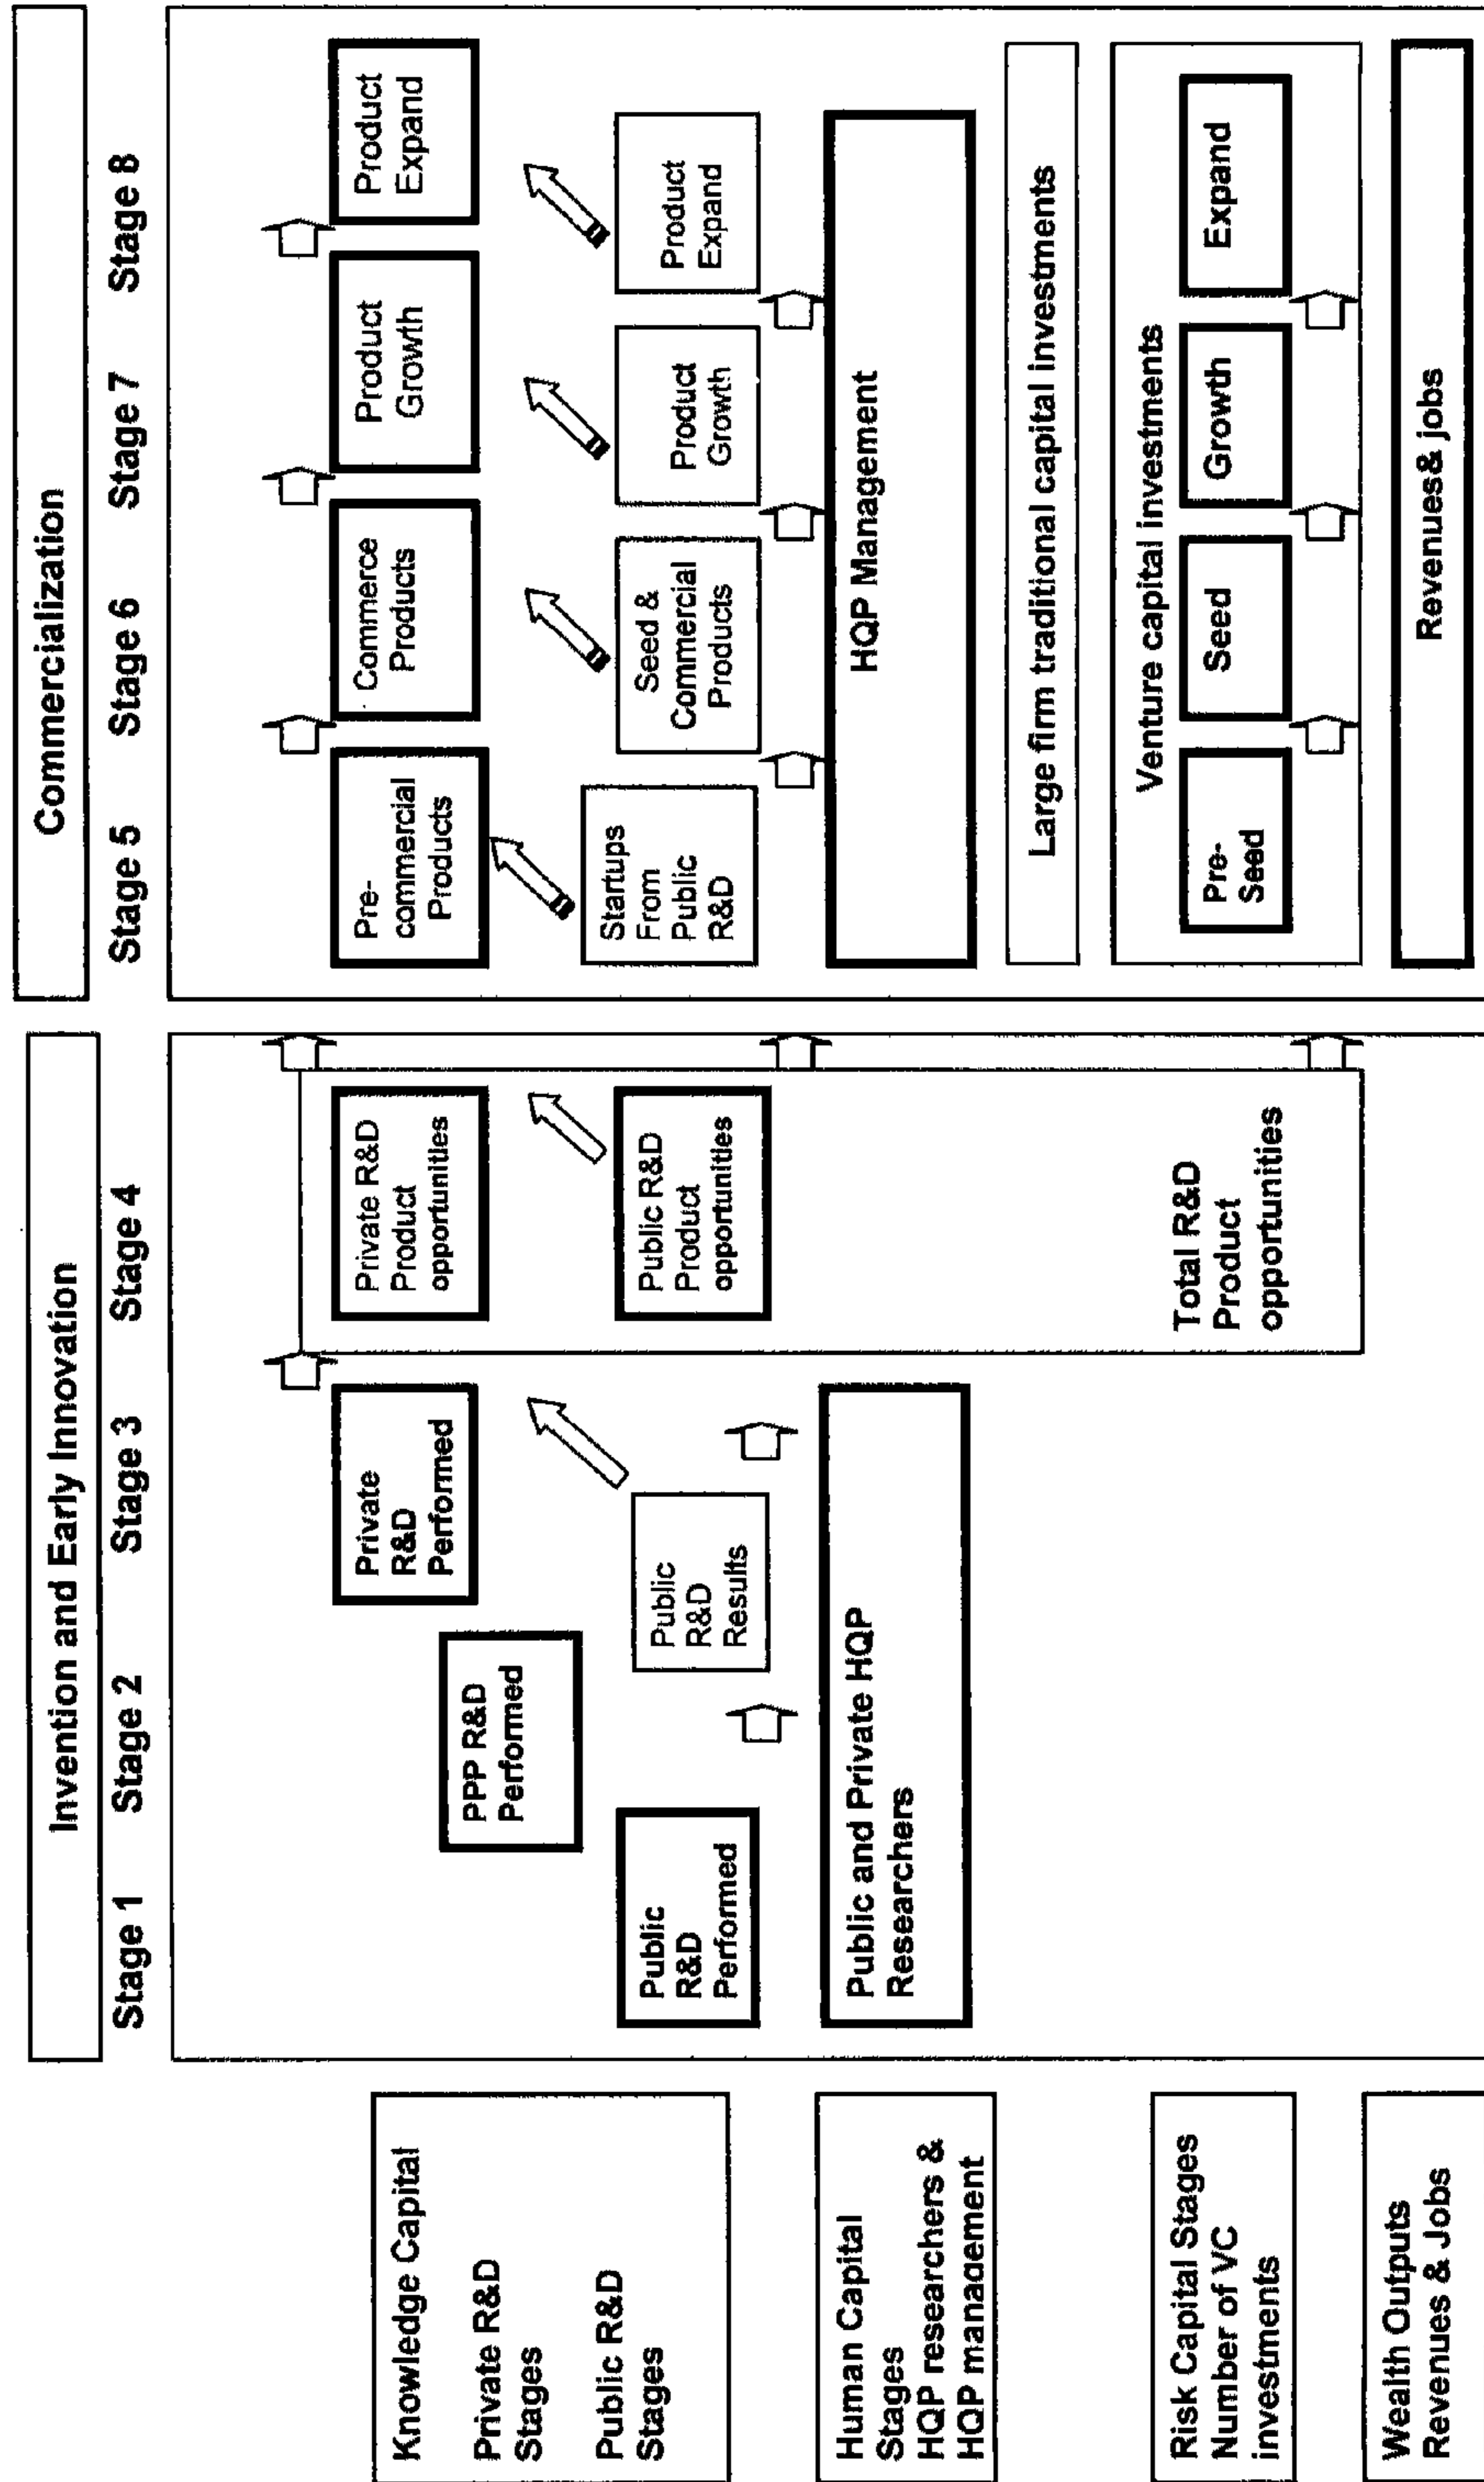 Invention and Early Innovation
Commercialization
Stage 1
Stage 2
Stage 3
Stage 4
Stage 5
Stage 6
Stage 7
Stage 8
Knowledge Capital
Private R&D
Stages
Public R&D
Stages
Human Capital
Stages
HQP researchers &
HQP management
Risk Capital Stages
Number of VC
investments
Wealth Outputs
Revenues & Jobs
Public
R&D
Performed
PPP R&D
Performed
Private
R&D
Performed
Public
R&D
Results
Public and Private HQP
Researchers
Private R&D
Product
opportunities
Public R&D
Product
opportunities
Total R&D
Product
opportunities
Pre-
commercial
Products
Commerce
Products
Product
Growth
Product
Expand
Startups
From
Public
R&D
Seed &
Commercial
Products
Product
Growth
Product
Expand
HQP Management
Large firm traditional capital investments
Venture capital investments
Pre-
Seed
Seed
Growth
Expand
Revenues& jobs